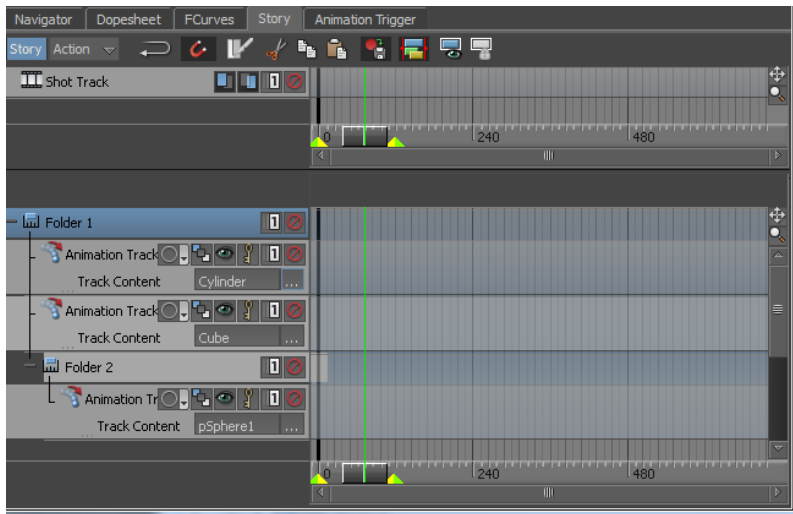 Navigator Dopesheet FCurves Story Animation Trigger
Story Action
Shot Track 1
0 240 480
Folder 1 1
Animation Track 1
Track Content Cylinder ...
Animation Track 1
Track Content Cube ...
Folder 2 1
Animation Tr 1
Track Content pSphere1 ...
0 240 480